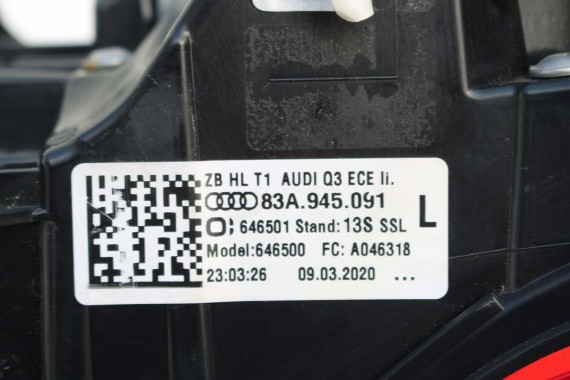 ZB HL T1 AUDI Q3 ECE li.
83A.945.091
L
646501 Stand: 13S SSL
Model:646500 FC: A046318
23:03:26 09.03.2020 ...